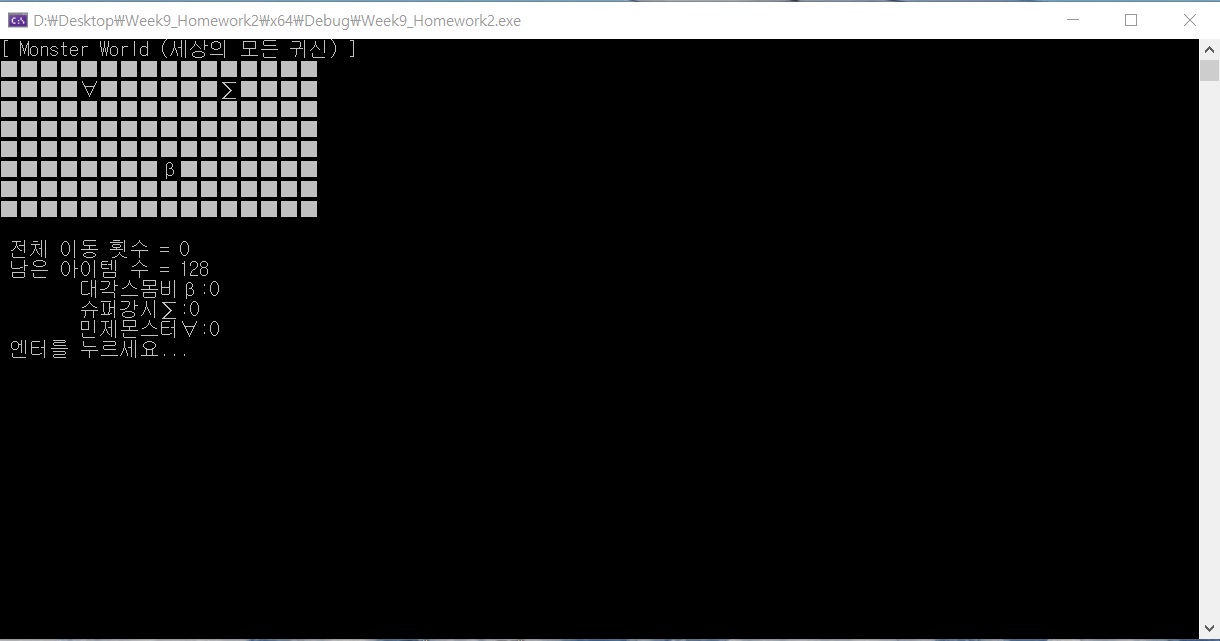 D:\Desktop\Week9_Homework2\x64\Debug\Week9_Homework2.exe
[ Monster World (세상의 모든 귀신) ]
■■■■■■■■■■■■■■■■
■■■■∀■■■■■■∑■■■■
■■■■■■■■■■■■■■■■
■■■■■■■■■■■■■■■■
■■■■■■■■■■■■■■■■
■■■■■■■■β■■■■■■■
■■■■■■■■■■■■■■■■
■■■■■■■■■■■■■■■■
전체 이동 횟수 = 0
남은 아이템 수 = 128
대각스몸비β:0
슈퍼강시∑:0
민제몬스터∀:0
엔터를 누르세요...